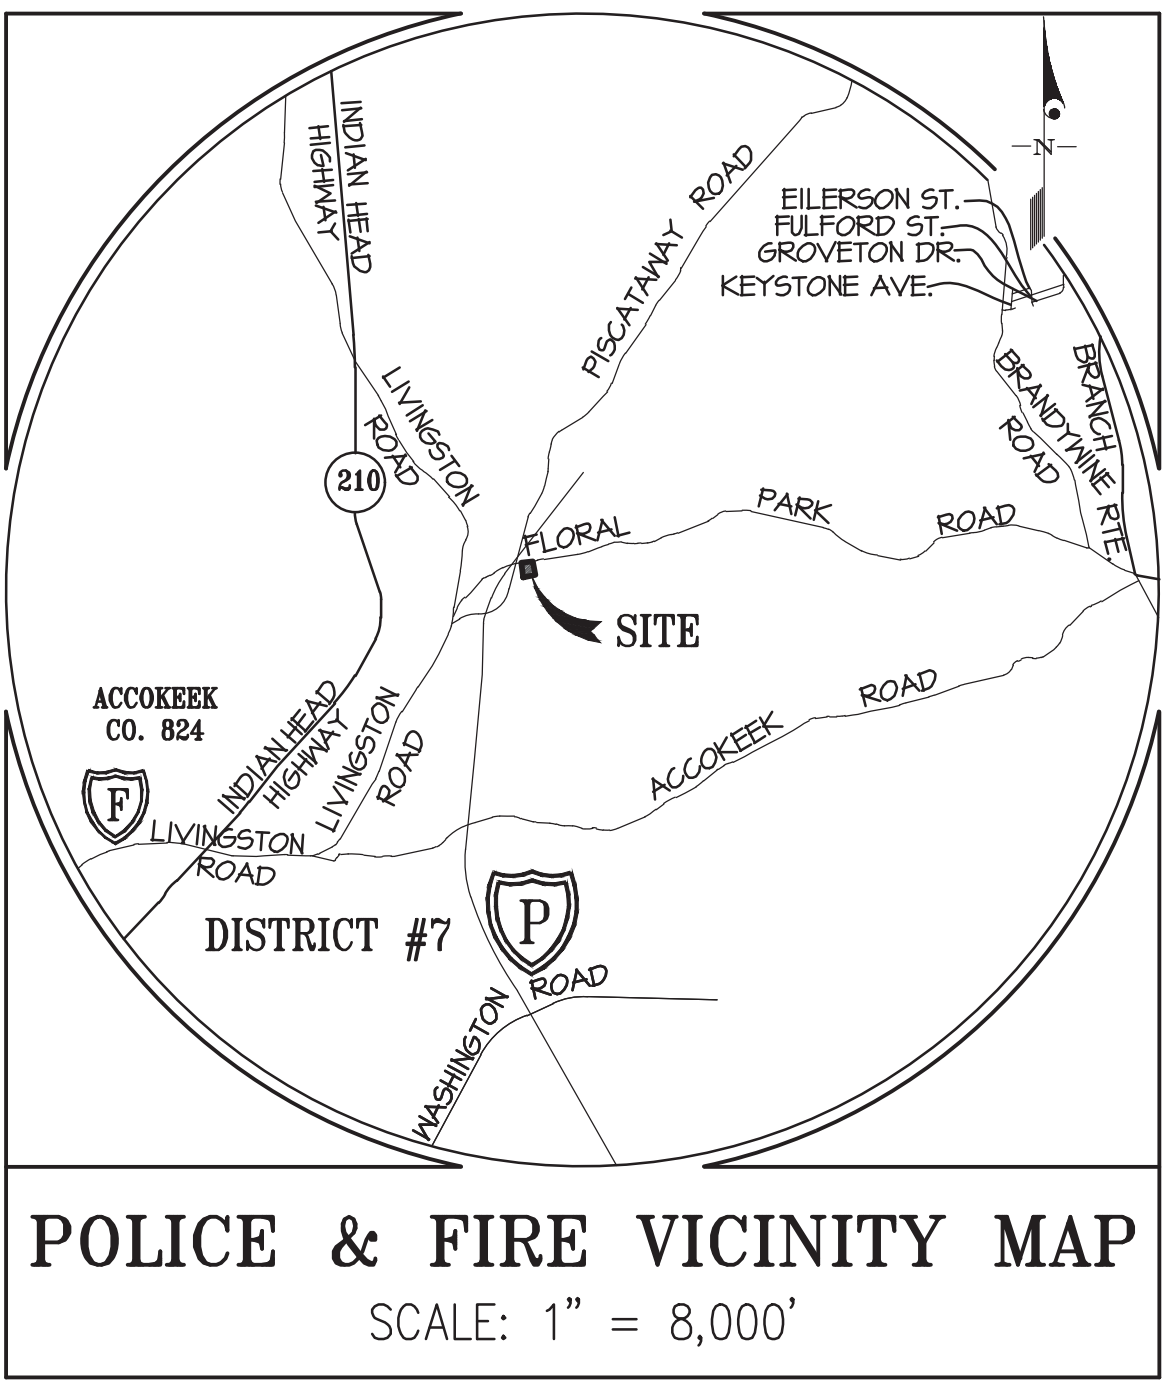 INDIAN HEAD
HIGHWAY
PISCATAWAY ROAD
N
EILERSON ST.
FULFORD ST.
GROVETON DR.
KEYSTONE AVE.
LIVINGSTON
ROAD
BRANDYWINE
ROAD
BRANCH RTE.
210
FLORAL PARK ROAD
SITE
ACCOKEEK
CO. 824
F
INDIAN HEAD
HIGHWAY
LIVINGSTON
ROAD
ACCOKEEK ROAD
LIVINGSTON
ROAD
DISTRICT #7
P
WASHINGTON ROAD
POLICE & FIRE VICINITY MAP
SCALE: 1” = 8,000’